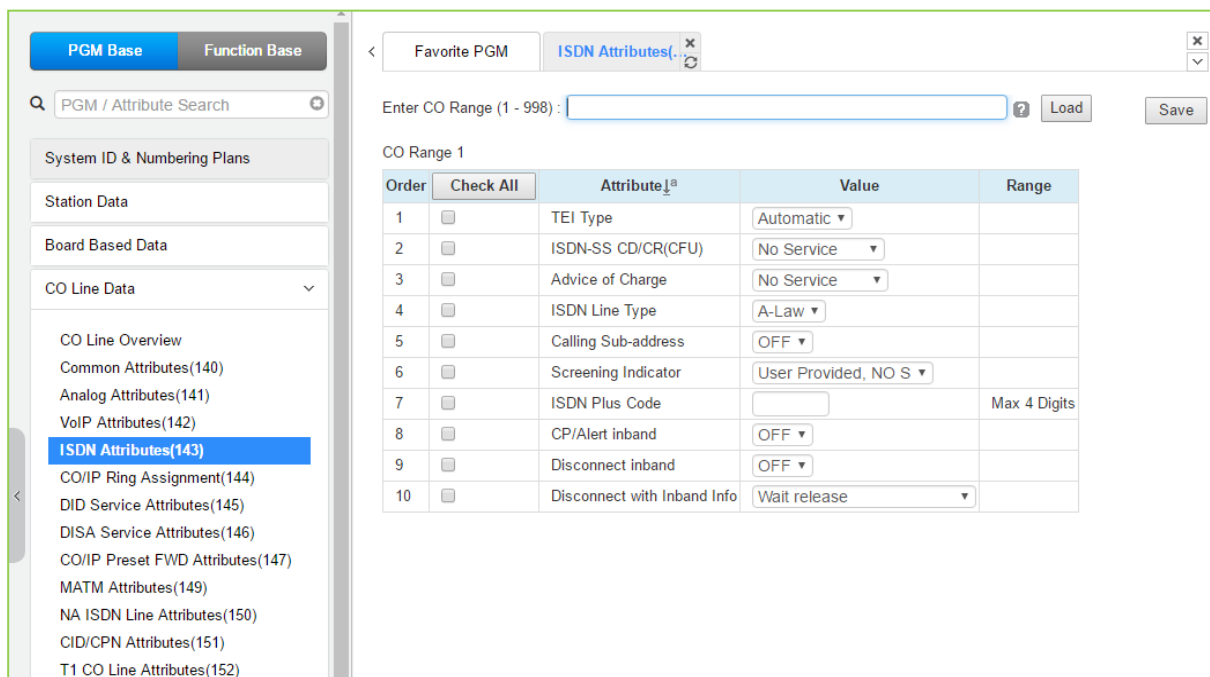 PGM Base Function Base
PGM / Attribute Search
System ID & Numbering Plans
Station Data
Board Based Data
CO Line Data
CO Line Overview
Common Attributes(140)
Analog Attributes(141)
VoIP Attributes(142)
ISDN Attributes(143)
CO/IP Ring Assignment(144)
DID Service Attributes(145)
DISA Service Attributes(146)
CO/IP Preset FWD Attributes(147)
MATM Attributes(149)
NA ISDN Line Attributes(150)
CID/CPN Attributes(151)
T1 CO Line Attributes(152)
Favorite PGM ISDN Attributes(...
Enter CO Range (1 - 998) : Load Save
CO Range 1
Order Check All Attribute Value Range
1 TEI Type Automatic
2 ISDN-SS CD/CR(CFU) No Service
3 Advice of Charge No Service
4 ISDN Line Type A-Law
5 Calling Sub-address OFF
6 Screening Indicator User Provided, NO S
7 ISDN Plus Code Max 4 Digits
8 CP/Alert inband OFF
9 Disconnect inband OFF
10 Disconnect with Inband Info Wait release